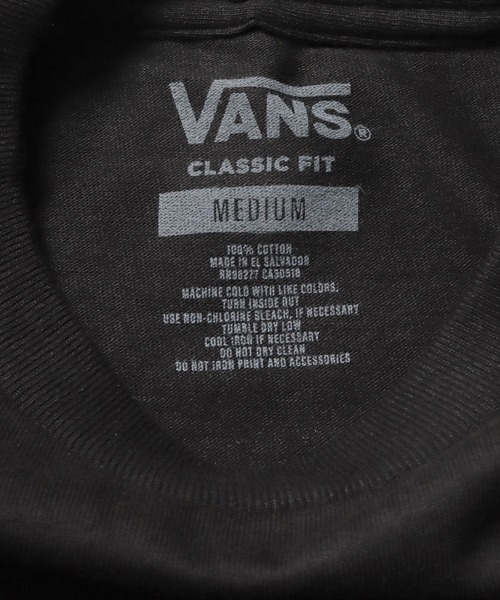 VANS®
CLASSIC FIT
MEDIUM
100% COTTON
MADE IN EL SALVADOR
RN98277 CA30516
MACHINE COLD WITH LIKE COLORS,
TURN INSIDE OUT
USE NON-CHLORINE BLEACH, IF NECESSARY
TUMBLE DRY LOW
COOL IRON IF NECESSARY
DO NOT DRY CLEAN
DO NOT IRON PRINT AND ACCESSORIES